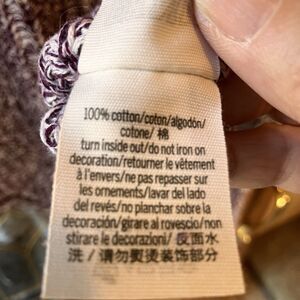 100% cotton/coton/algodón/
cotone/ 棉
turn inside out/do not iron on
decoration/retourner le vêtement
à l'envers/ne pas repasser sur
les ornements/lavar del lado
del revés/no planchar sobre la
decoración/girare al rovescio/non
stirare le decorazioni/ 反面水
洗 / 请勿熨烫装饰部分